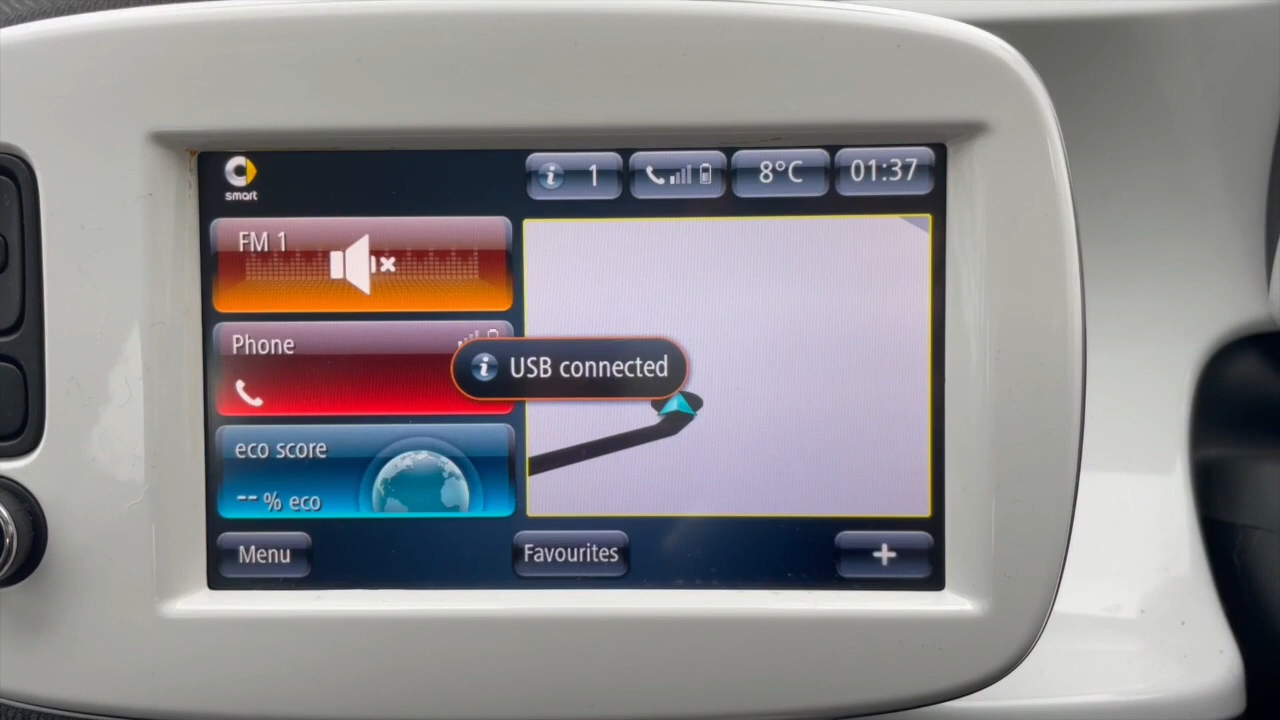 smart
1
8°C
01:37
FM 1
Phone
USB connected
eco score
--% eco
Menu
Favourites
+